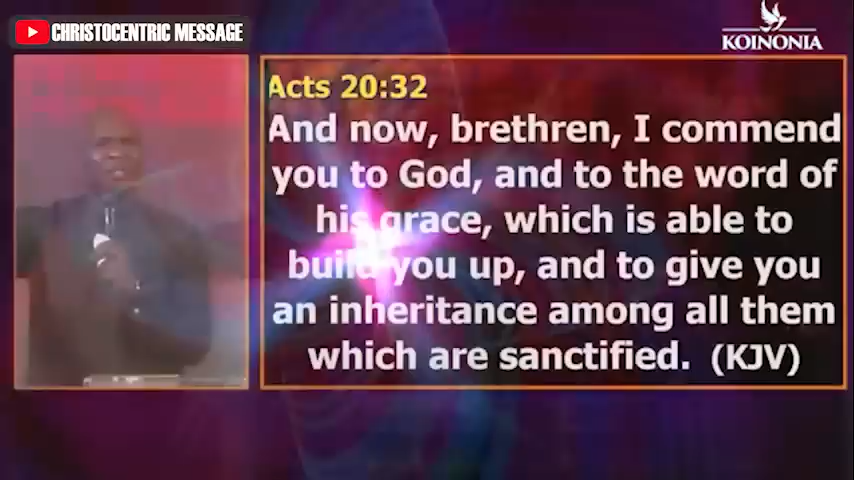 CHRISTOCENTRIC MESSAGE
KOINONIA
Acts 20:32
And now, brethren, I commend
you to God, and to the word of
his grace, which is able to
build you up, and to give you
an inheritance among all them
which are sanctified. (KJV)